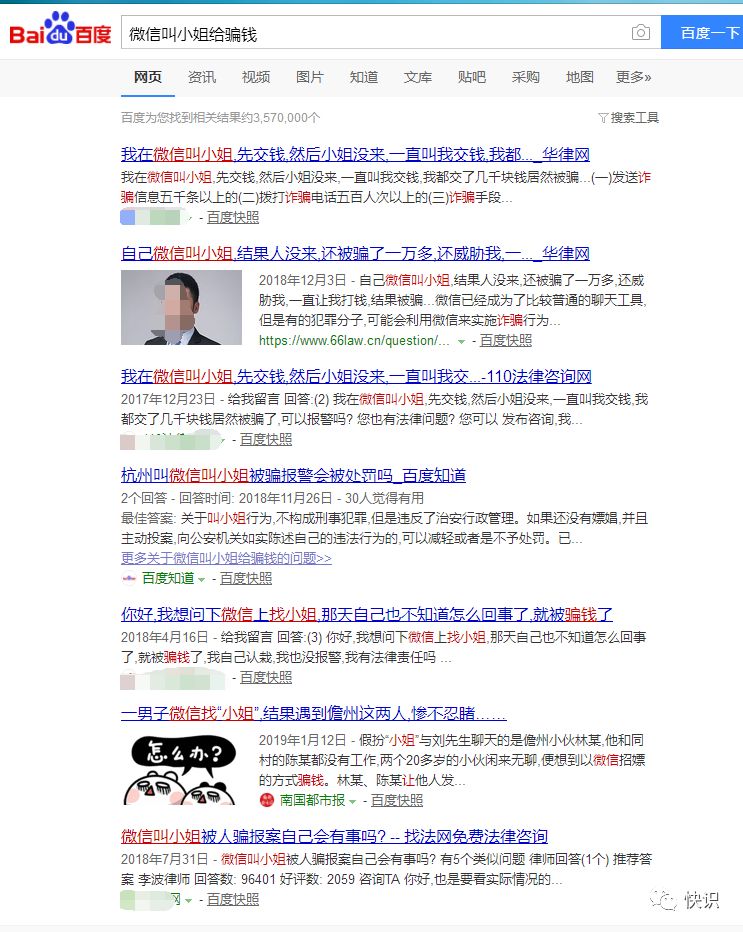 Bai du 百度
微信叫小姐给骗钱
百度一下
网页 资讯 视频 图片 知道 文库 贴吧 采购 地图 更多»
百度为您找到相关结果约3,570,000个
搜索工具
我在微信叫小姐,先交钱,然后小姐没来,一直叫我交钱,我都..._华律网
我在微信叫小姐,先交钱,然后小姐没来,一直叫我交钱,我都交了几千块钱居然被骗...(一)发送诈
骗信息五千条以上的(二)拨打诈骗电话五百人次以上的(三)诈骗手段...
- 百度快照
自己微信叫小姐,结果人没来,还被骗了一万多,还威胁我,一..._华律网
2018年12月3日 - 自己微信叫小姐,结果人没来,还被骗了一万多,还威
胁我,一直让我打钱,结果被骗...微信已经成为了比较普通的聊天工具,
但是有的犯罪分子,可能会利用微信来实施诈骗行为...
https://www.66law.cn/question/... - 百度快照
我在微信叫小姐,先交钱,然后小姐没来,一直叫我交...-110法律咨询网
2017年12月23日 - 给我留言 回答:(2) 我在微信叫小姐,先交钱,然后小姐没来,一直叫我交钱,我
都交了几千块钱居然被骗了,可以报警吗? 您也有法律问题? 您可以 发布咨询,我...
- 百度快照
杭州叫微信叫小姐被骗报警会被处罚吗_百度知道
2个回答 - 回答时间: 2018年11月26日 - 30人觉得有用
最佳答案: 关于叫小姐行为,不构成刑事犯罪,但是违反了治安行政管理。如果还没有嫖娼,并且
主动投案,向公安机关如实陈述自己的违法行为的,可以减轻或者是不予处罚。已...
更多关于微信叫小姐给骗钱的问题>>
百度知道 - 百度快照
你好,我想问下微信上找小姐,那天自己也不知道怎么回事了,就被骗钱了
2018年4月16日 - 给我留言 回答:(3) 你好,我想问下微信上找小姐,那天自己也不知道怎么回事
了,就被骗钱了,我自己认栽,我也没报警,我有法律责任吗 ...
- 百度快照
一男子微信找“小姐”,结果遇到儋州这两人,惨不忍睹……
怎么办?
2019年1月12日 - 假扮“小姐”与刘先生聊天的是儋州小伙林某,他和同
村的陈某都没有工作,两个20多岁的小伙闲来无聊,便想到以微信招嫖
的方式骗钱。林某、陈某让他人发...
南国都市报 - 百度快照
微信叫小姐被人骗报案自己会有事吗? -- 找法网免费法律咨询
2018年7月31日 - 微信叫小姐被人骗报案自己会有事吗? 有5个类似问题 律师回答(1个) 推荐答
案 李波律师 回答数: 96401 好评数: 2059 咨询TA 你好,也是要看实际情况的...
网 - 百度快照
快识